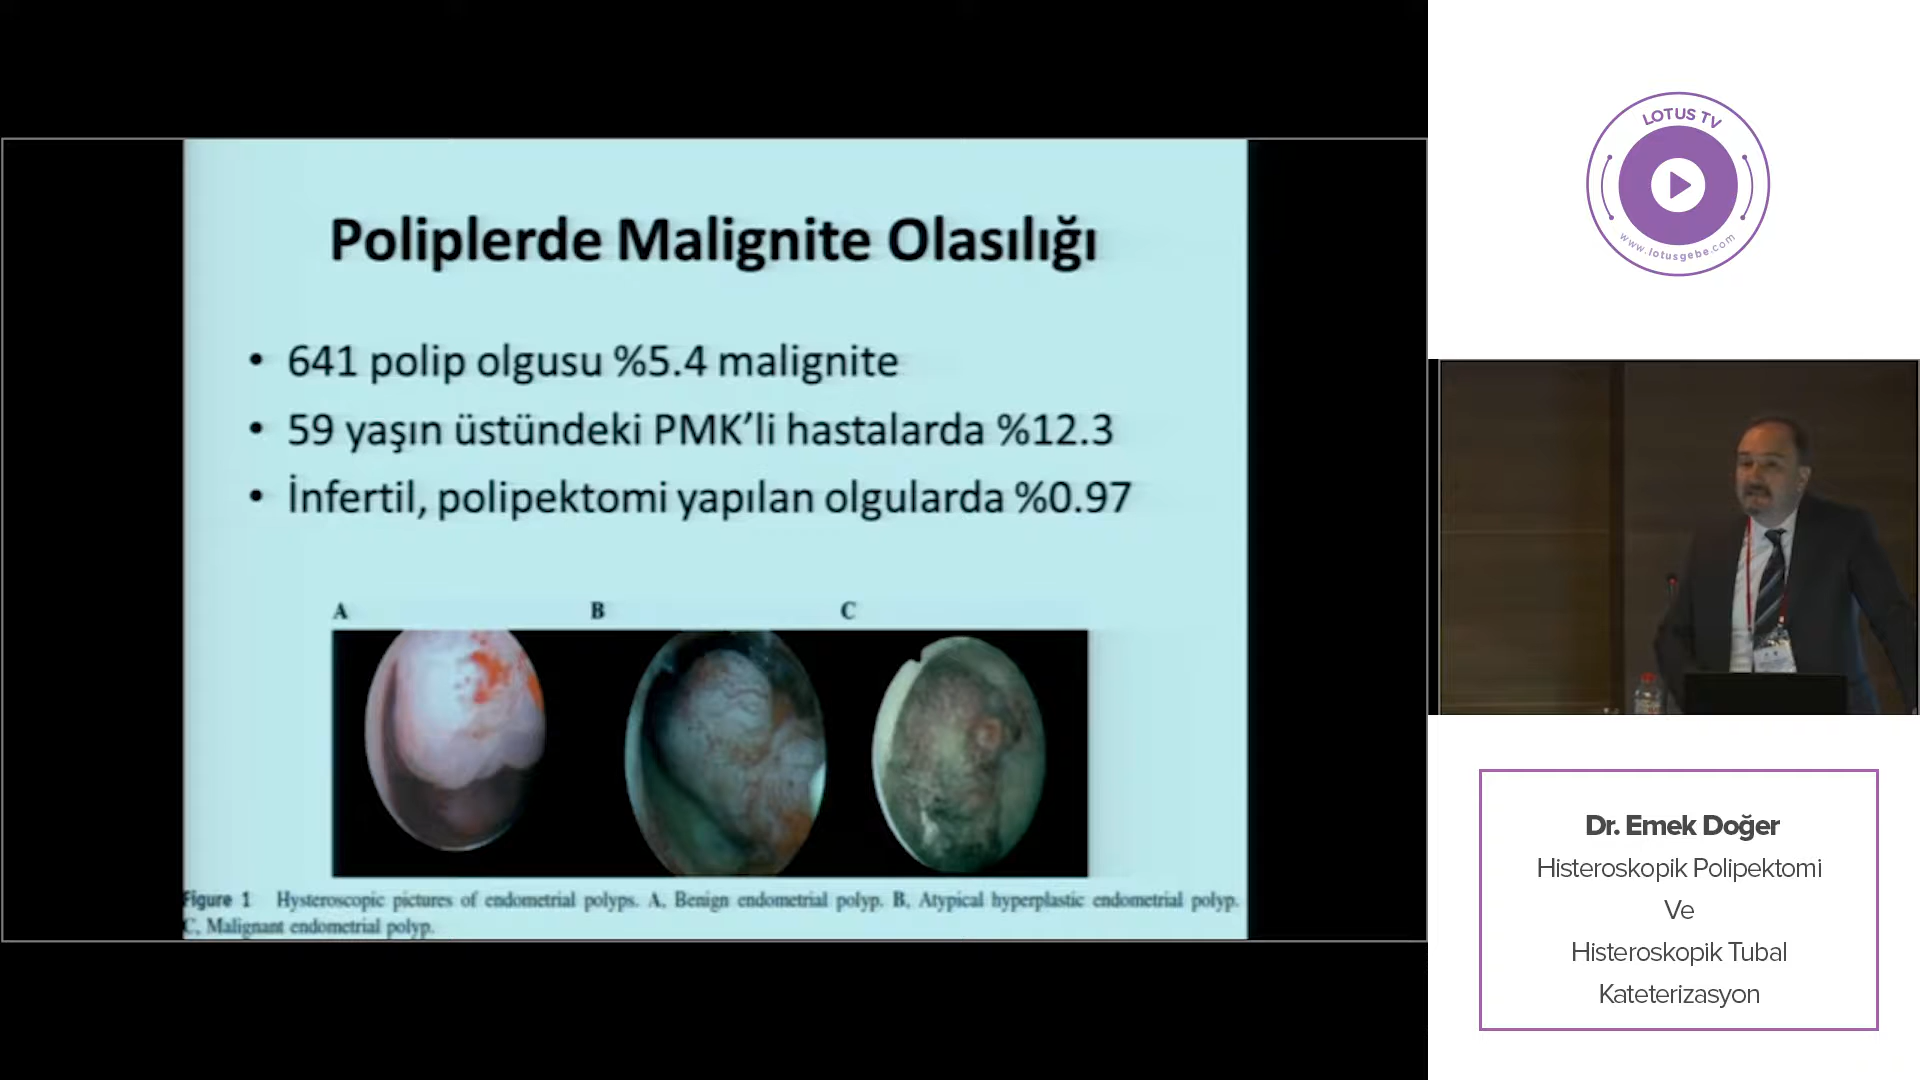 Poliplerde Malignite Olasılığı
• 641 polip olgusu %5.4 malignite
• 59 yaşın üstündeki PMK’li hastalarda %12.3
• İnfertil, polipektomi yapılan olgularda %0.97
A B C
Figure 1 Hysteroscopic pictures of endometrial polyps. A, Benign endometrial polyp. B, Atypical hyperplastic endometrial polyp.
C, Malignant endometrial polyp.
LOTUS TV
www.lotusgebe.com
Dr. Emek Doğer
Histeroskopik Polipektomi
Ve
Histeroskopik Tubal
Kateterizasyon